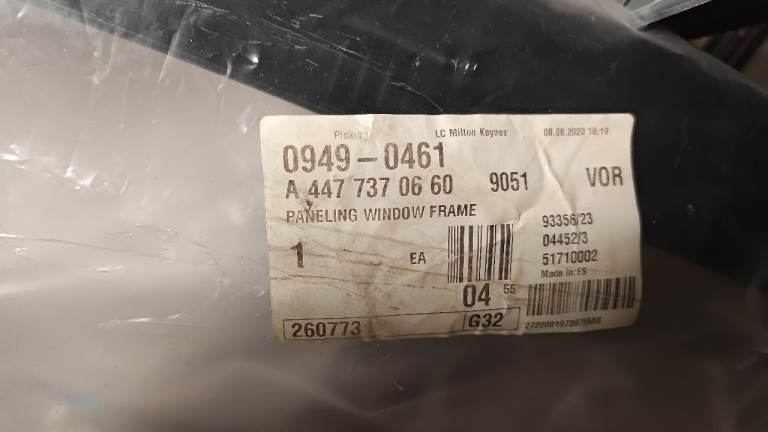 Picking LC Milton Keynes 08.06.2020 16:19
0949-0461
A 447 737 06 60 9051 VOR
PANELING WINDOW FRAME
93356/23
1 EA 04452/3
51710002
Made in:ES
04 55
260773 G32